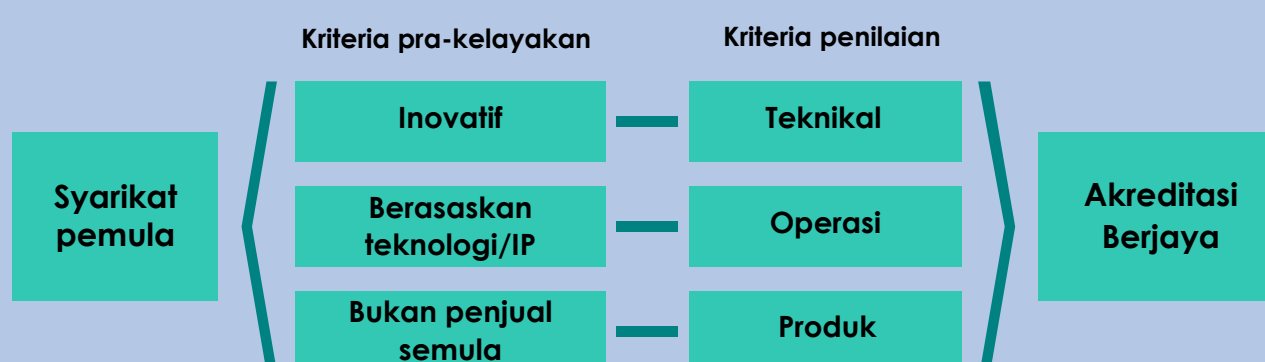 Kriteria pra-kelayakan
Kriteria penilaian
Syarikat
pemula
Inovatif
Teknikal
Berasaskan
teknologi/IP
Operasi
Bukan penjual
semula
Produk
Akreditasi
Berjaya